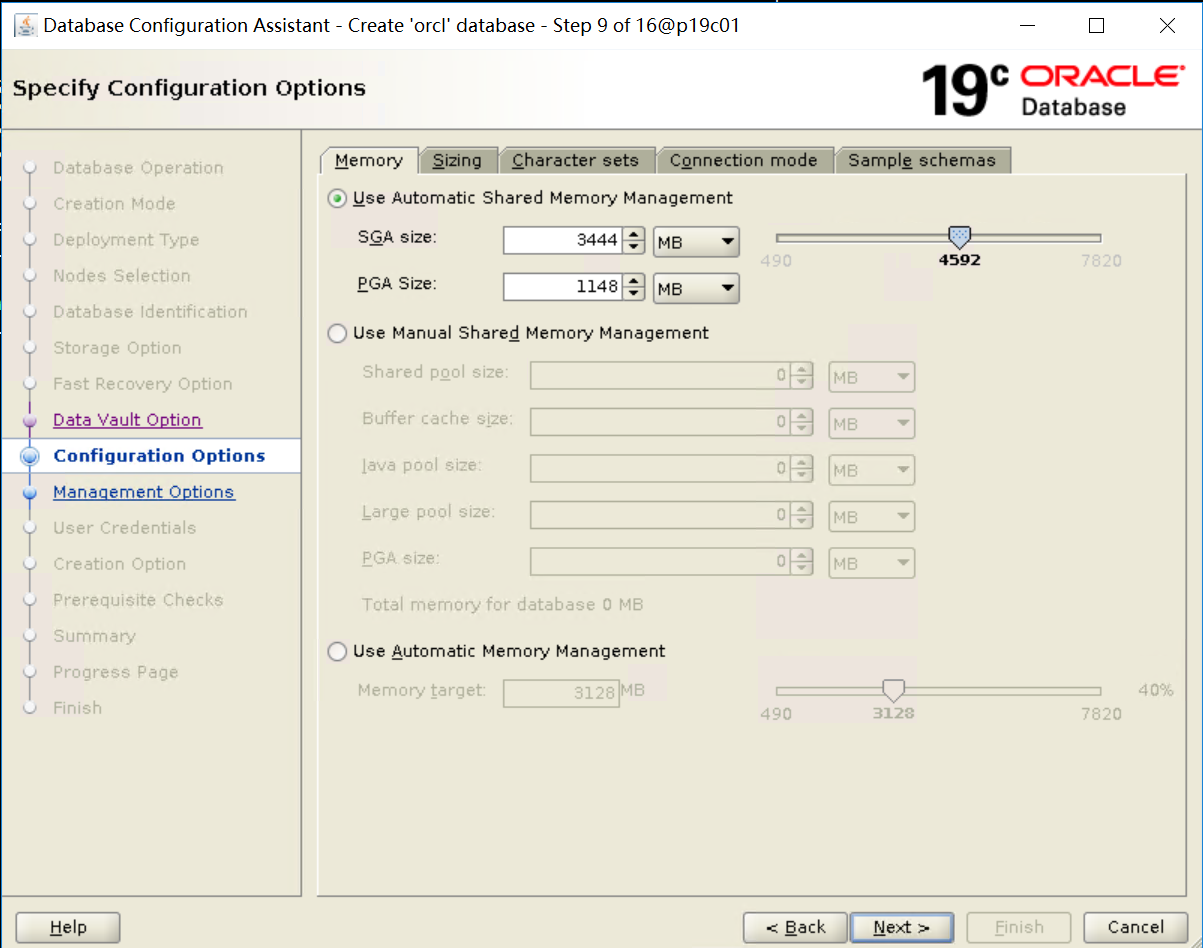 Database Configuration Assistant - Create 'orcl' database - Step 9 of 16@p19c01
Specify Configuration Options
19c ORACLE Database
Database Operation
Creation Mode
Deployment Type
Nodes Selection
Database Identification
Storage Option
Fast Recovery Option
Data Vault Option
Configuration Options
Management Options
User Credentials
Creation Option
Prerequisite Checks
Summary
Progress Page
Finish
Memory Sizing Character sets Connection mode Sample schemas
Use Automatic Shared Memory Management
SGA size: 3444 MB
490 4592 7820
PGA Size: 1148 MB
Use Manual Shared Memory Management
Shared pool size: 0 MB
Buffer cache size: 0 MB
Java pool size: 0 MB
Large pool size: 0 MB
PGA size: 0 MB
Total memory for database 0 MB
Use Automatic Memory Management
Memory target: 3128 MB 40%
490 3128 7820
Help < Back Next > Finish Cancel